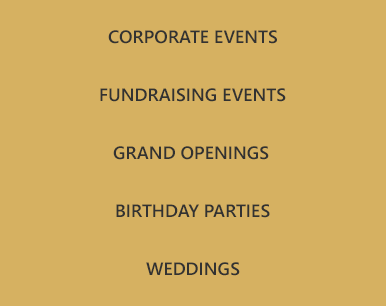 CORPORATE EVENTS
FUNDRAISING EVENTS
GRAND OPENINGS
BIRTHDAY PARTIES
WEDDINGS